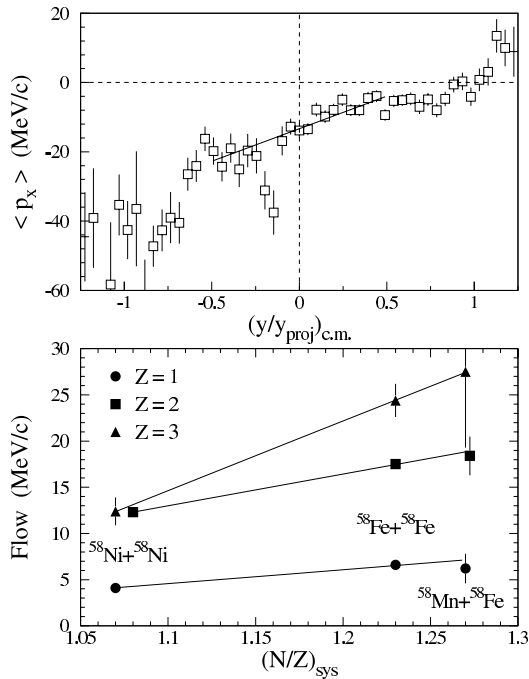 20
0
-20
-40
-60
< pₓ > (MeV/c)
-1 -0.5 0 0.5 1
(y/y_proj)_c.m.
30
25
20
15
10
5
0
Flow (MeV/c)
Z = 1
Z = 2
Z = 3
⁵⁸Fe+⁵⁸Fe
⁵⁸Ni+⁵⁸Ni
⁵⁸Mn+⁵⁸Fe
1.05 1.1 1.15 1.2 1.25 1.3
(N/Z)_sys